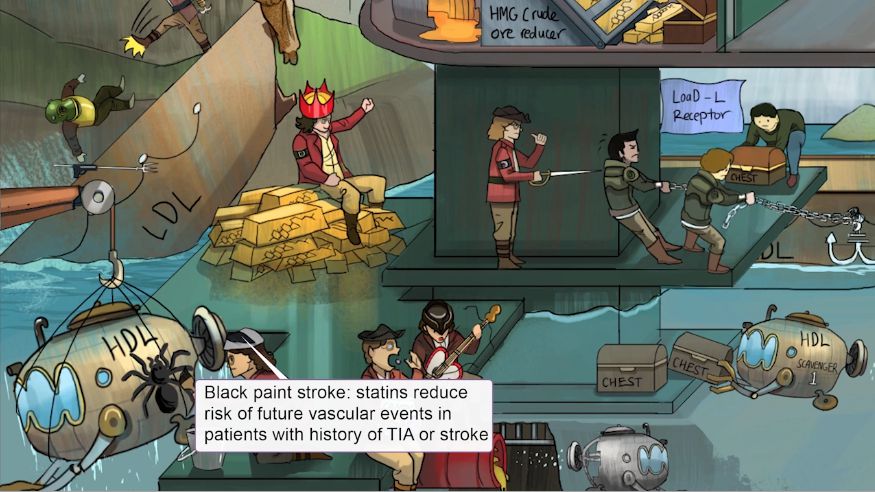 HMG Crude
ore reducer
LoaD-L
Receptor
CHEST
LDL
DL
HDL
HDL
SCAVENGER
1
CHEST
CHEST
Black paint stroke: statins reduce
risk of future vascular events in
patients with history of TIA or stroke